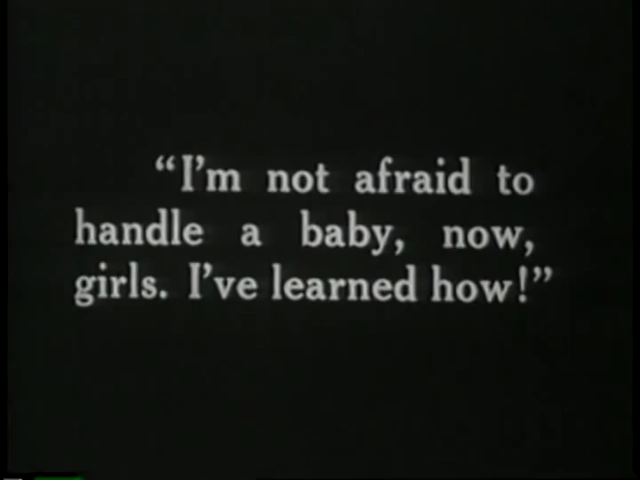 “I’m not afraid to
handle a baby, now,
girls. I’ve learned how!”